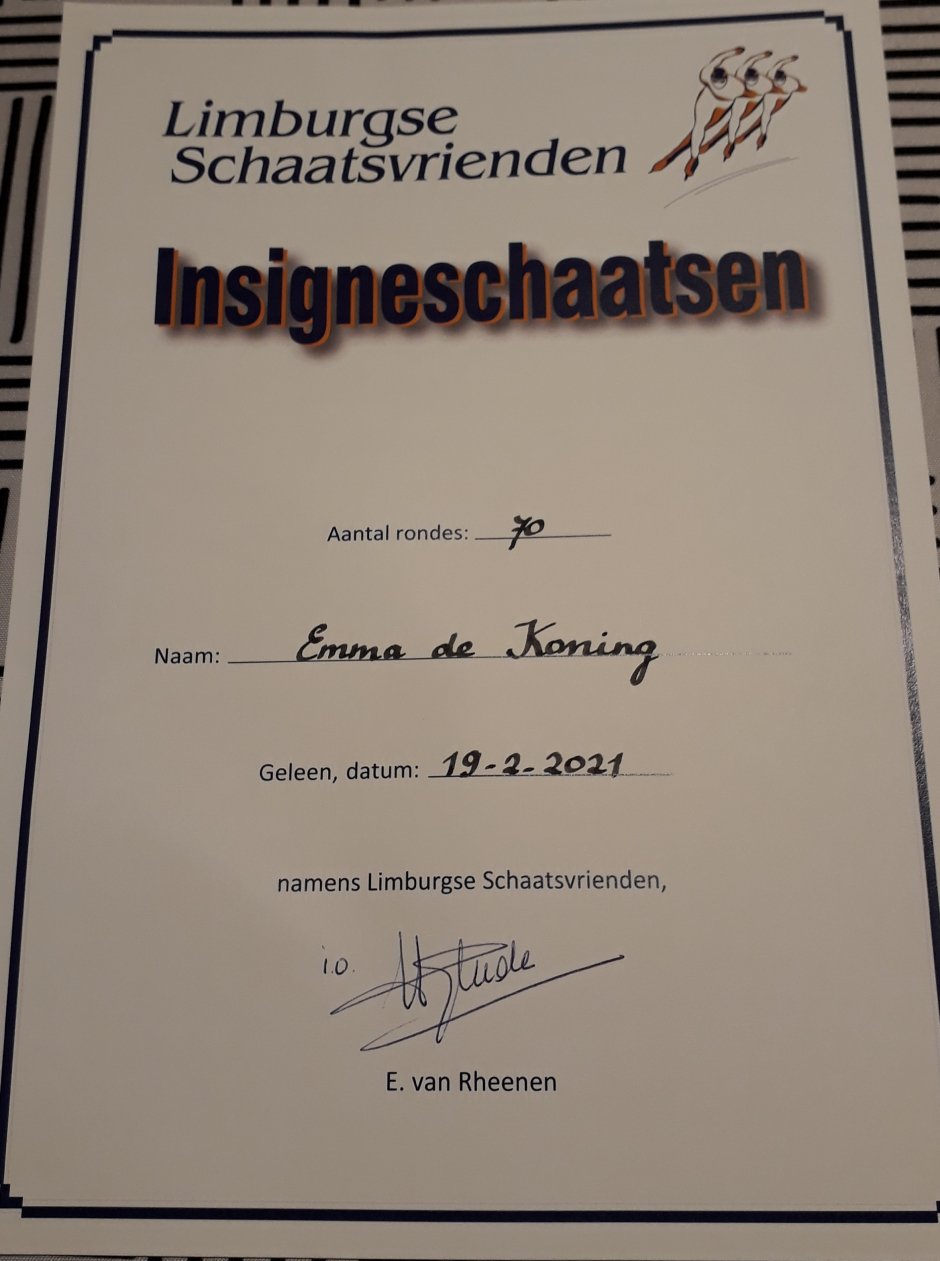 Limburgse
Schaatsvrienden
Insigneschaatsen
Aantal rondes: 70
Naam: Emma de Koning
Geleen, datum: 19-2-2021
namens Limburgse Schaatsvrienden,
i.o.
E. van Rheenen